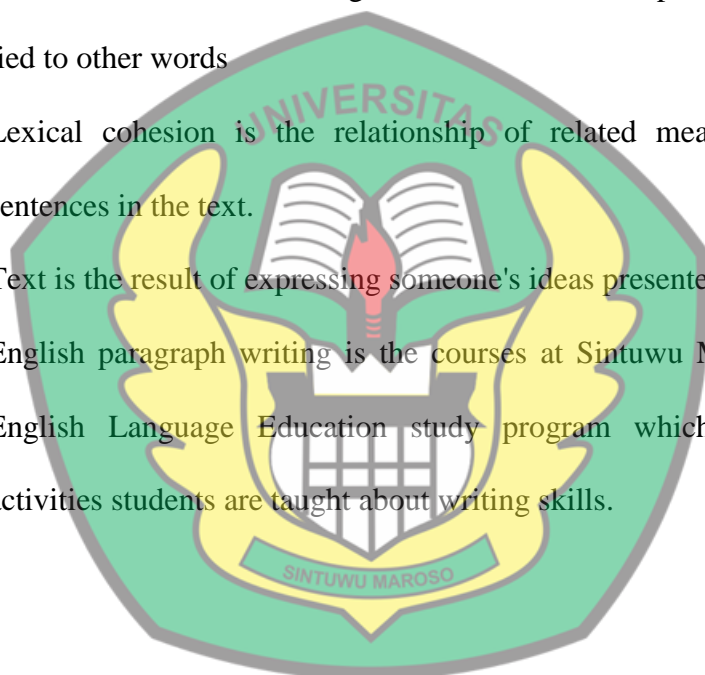 ied to other words
UNIVERSITAS
Lexical cohesion is the relationship of related mea
sentences in the text.
Text is the result of expressing someone's ideas presente
English paragraph writing is the courses at Sintuwu M
English Language Education study program which
activities students are taught about writing skills.
SINTUWU MAROSO